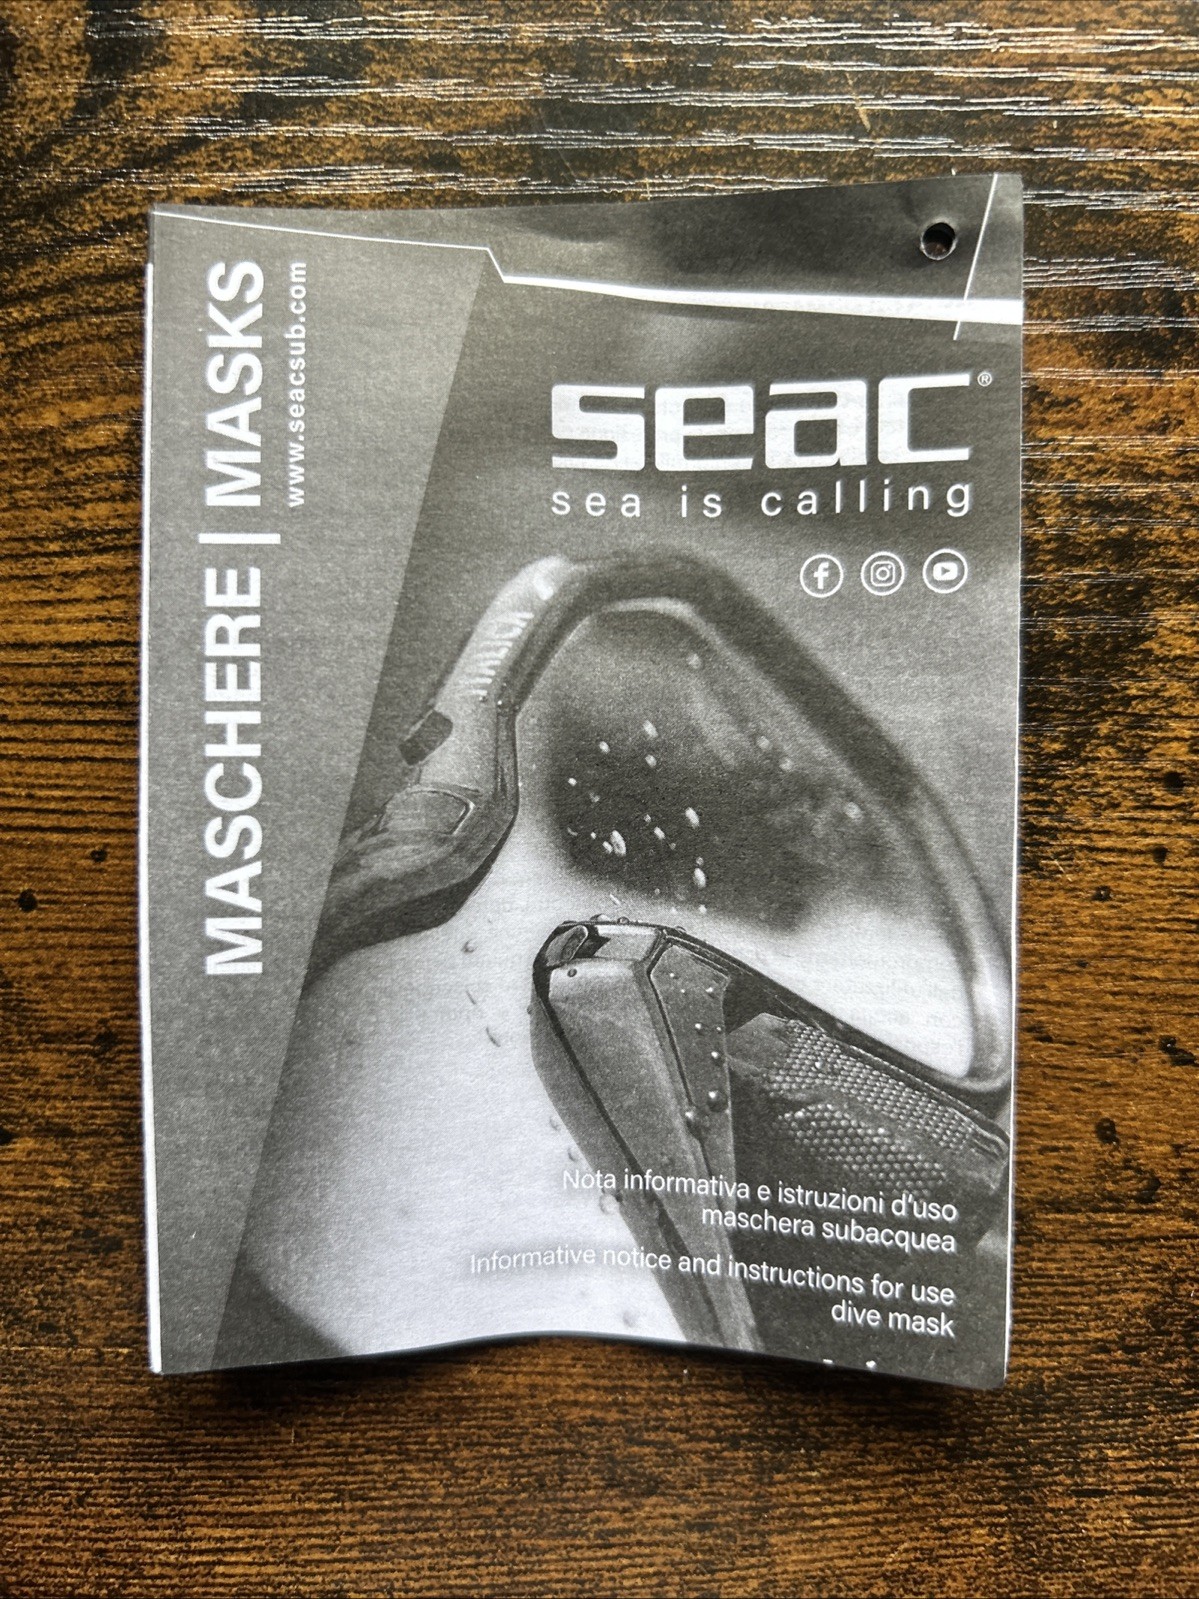 MASCHERE | MASKS
www.seacsub.com
seac®
sea is calling
Nota informativa e istruzioni d'uso
maschera subacquea
Informative notice and instructions for use
dive mask